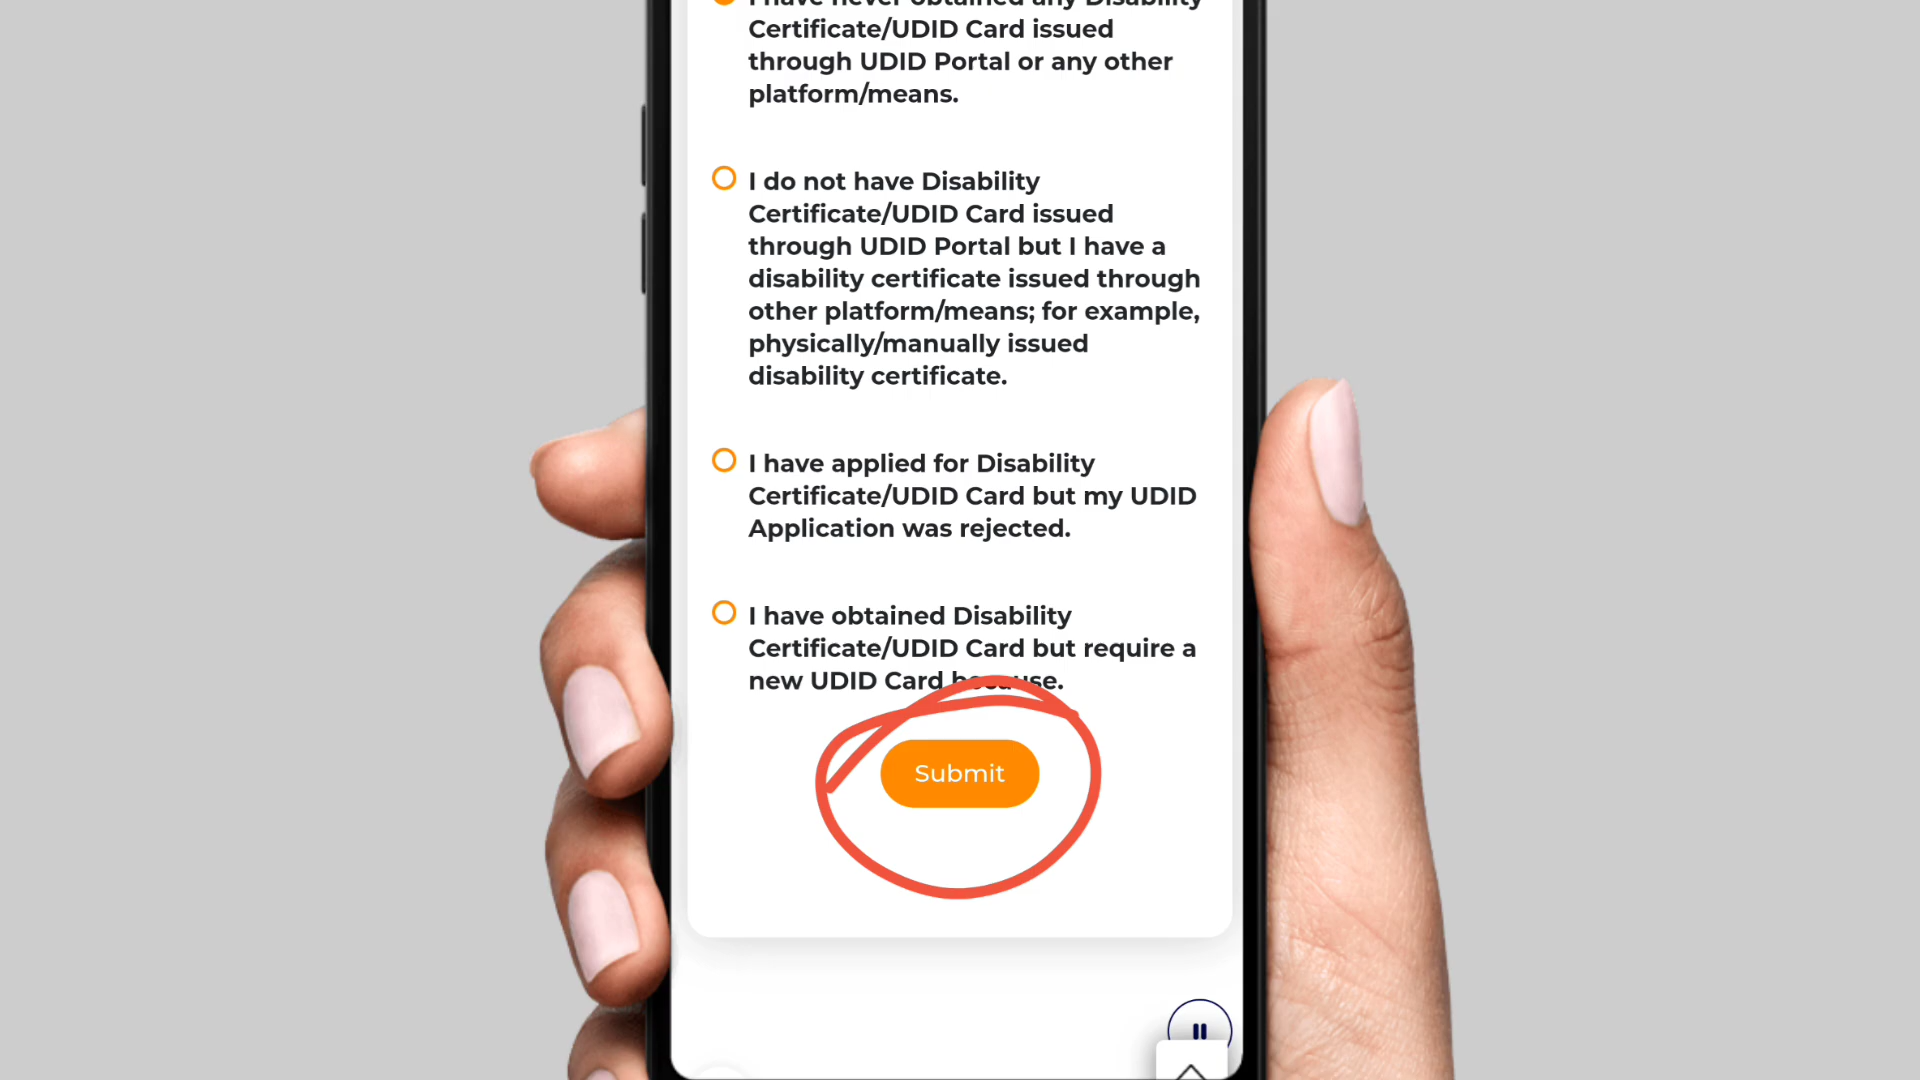 I have never obtained any Disability
Certificate/UDID Card issued
through UDID Portal or any other
platform/means.
I do not have Disability
Certificate/UDID Card issued
through UDID Portal but I have a
disability certificate issued through
other platform/means; for example,
physically/manually issued
disability certificate.
I have applied for Disability
Certificate/UDID Card but my UDID
Application was rejected.
I have obtained Disability
Certificate/UDID Card but require a
new UDID Card because.
Submit